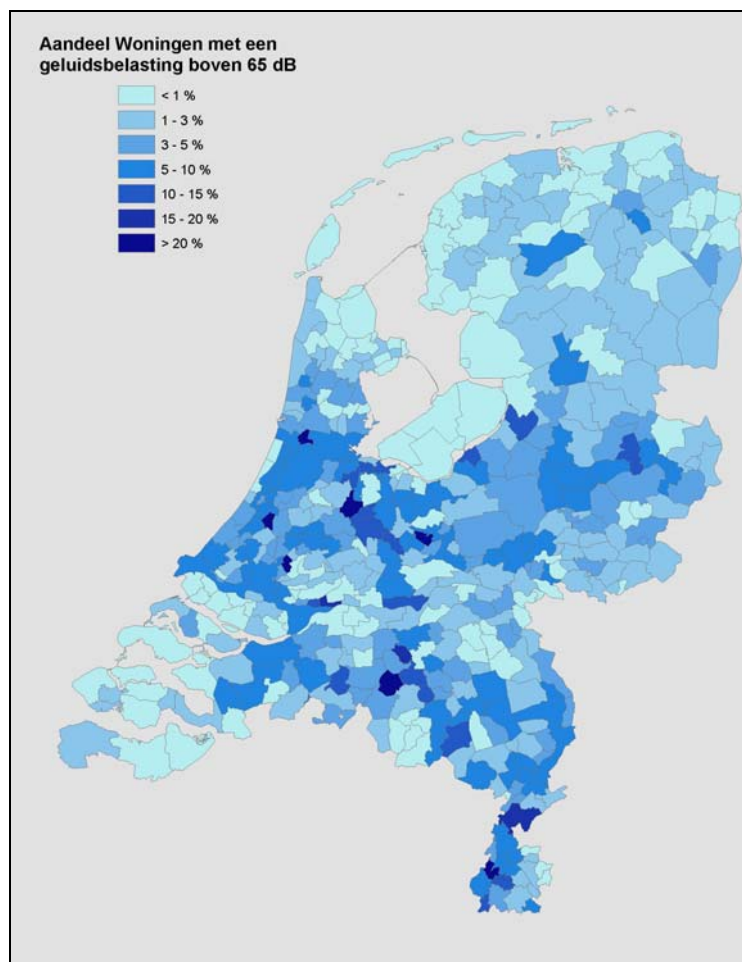 Aandeel Woningen met een
geluidsbelasting boven 65 dB
< 1 %
1 - 3 %
3 - 5 %
5 - 10 %
10 - 15 %
15 - 20 %
> 20 %